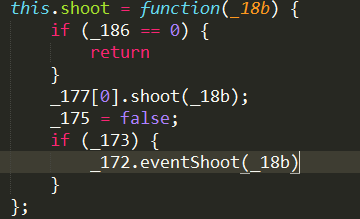 this.shoot = function(_18b) {
if (_186 == 0) {
return
}
_177[0].shoot(_18b);
_175 = false;
if (_173) {
_172.eventShoot(_18b)
}
};